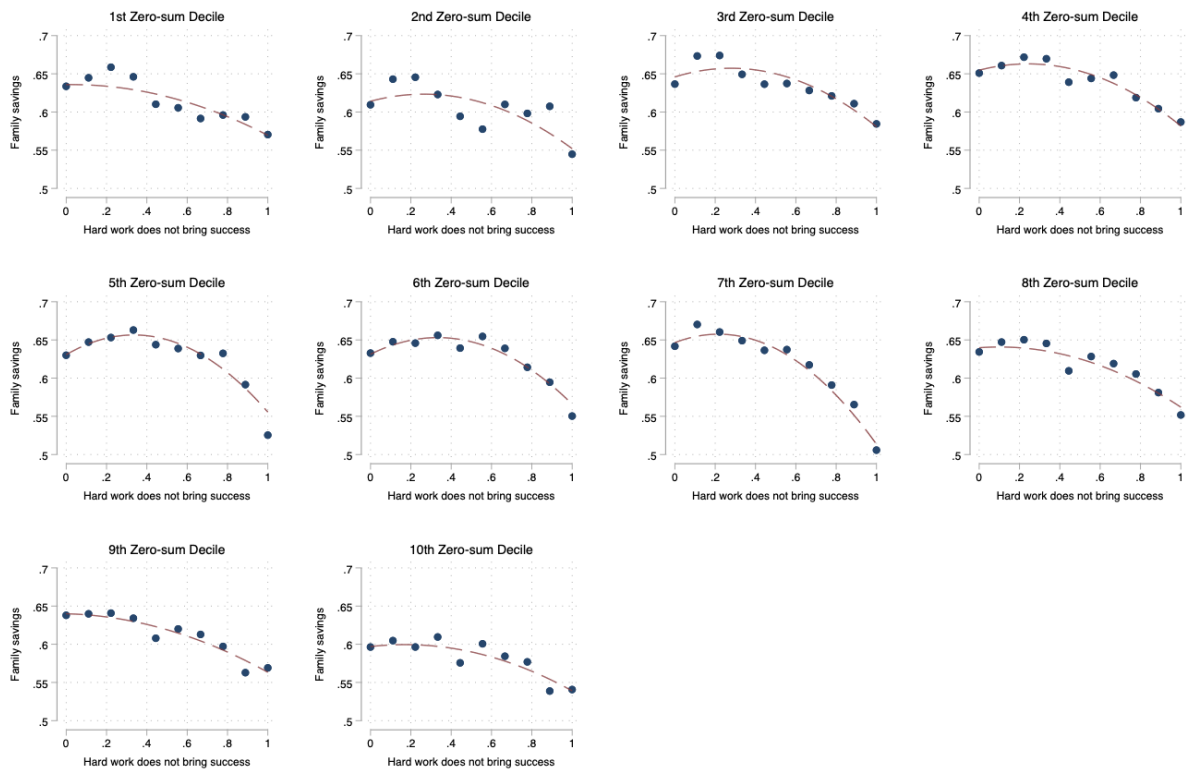 1st Zero-sum Decile
.7
.65
.6
.55
.5
Family savings
0 .2 .4 .6 .8 1
Hard work does not bring success
2nd Zero-sum Decile
.7
.65
.6
.55
.5
Family savings
0 .2 .4 .6 .8 1
Hard work does not bring success
3rd Zero-sum Decile
.7
.65
.6
.55
.5
Family savings
0 .2 .4 .6 .8 1
Hard work does not bring success
4th Zero-sum Decile
.7
.65
.6
.55
.5
Family savings
0 .2 .4 .6 .8 1
Hard work does not bring success
5th Zero-sum Decile
.7
.65
.6
.55
.5
Family savings
0 .2 .4 .6 .8 1
Hard work does not bring success
6th Zero-sum Decile
.7
.65
.6
.55
.5
Family savings
0 .2 .4 .6 .8 1
Hard work does not bring success
7th Zero-sum Decile
.7
.65
.6
.55
.5
Family savings
0 .2 .4 .6 .8 1
Hard work does not bring success
8th Zero-sum Decile
.7
.65
.6
.55
.5
Family savings
0 .2 .4 .6 .8 1
Hard work does not bring success
9th Zero-sum Decile
.7
.65
.6
.55
.5
Family savings
0 .2 .4 .6 .8 1
Hard work does not bring success
10th Zero-sum Decile
.7
.65
.6
.55
.5
Family savings
0 .2 .4 .6 .8 1
Hard work does not bring success